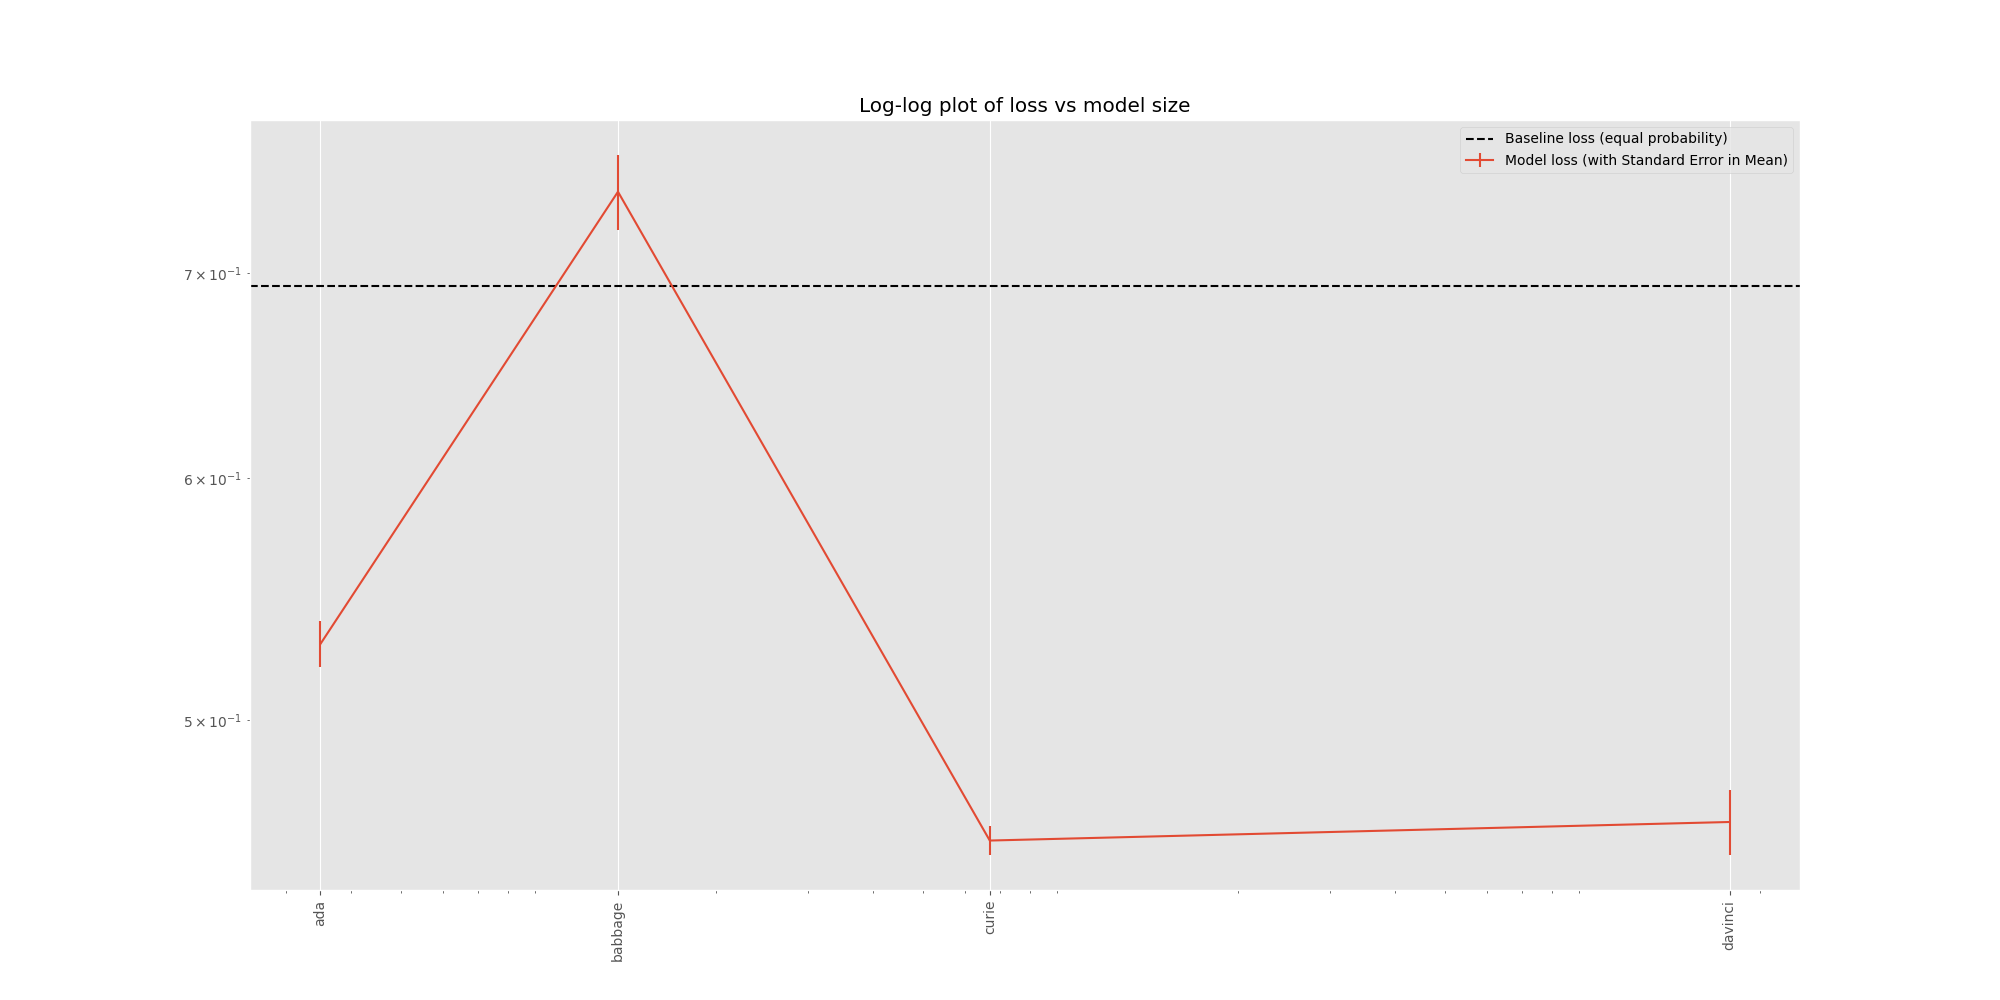 Log-log plot of loss vs model size
Baseline loss (equal probability)
Model loss (with Standard Error in Mean)
7 × 10⁻¹
6 × 10⁻¹
5 × 10⁻¹
ada
babbage
curie
davinci